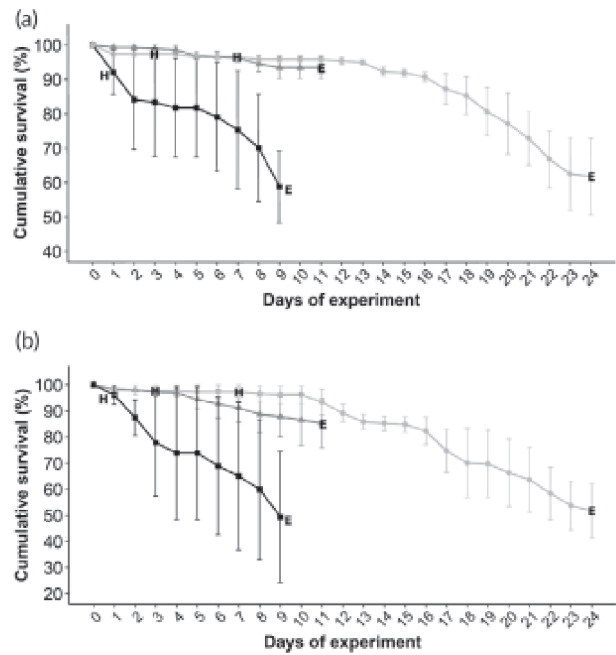 (a)
Cumulative survival (%)
100
90
80
70
60
50
40
H
H
H
E
E
E
0 1 2 3 4 5 6 7 8 9 10 11 12 13 14 15 16 17 18 19 20 21 22 23 24
Days of experiment
(b)
Cumulative survival (%)
100
90
80
70
60
50
40
30
20
H
H
H
E
E
E
0 1 2 3 4 5 6 7 8 9 10 11 12 13 14 15 16 17 18 19 20 21 22 23 24
Days of experiment